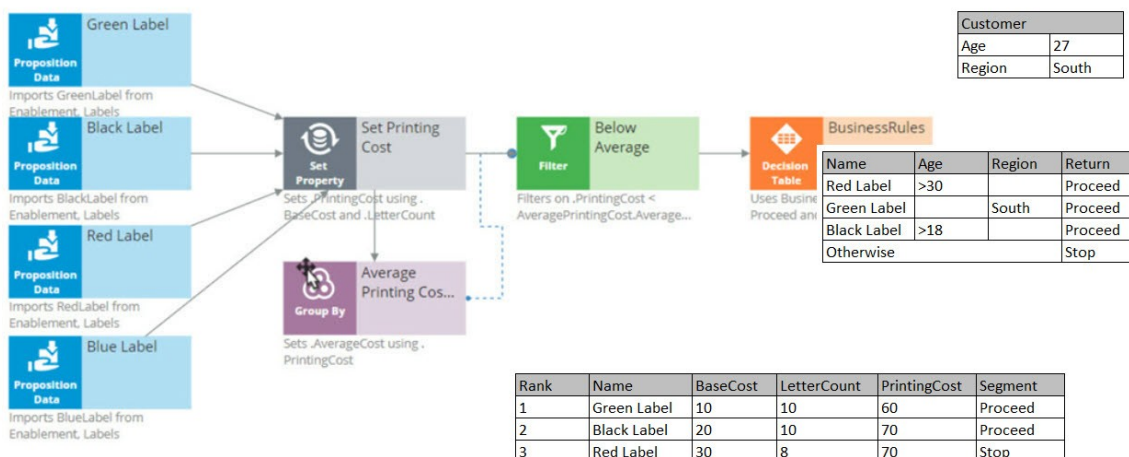 Green Label
Proposition
Data
Imports GreenLabel from
Enablement, Labels
Black Label
Proposition
Data
Imports BlackLabel from
Enablement, Labels
Red Label
Proposition
Data
Imports RedLabel from
Enablement, Labels
Blue Label
Proposition
Data
Imports BlueLabel from
Enablement, Labels
Set Printing
Cost
Set
Property
Sets .PrintingCost using .
BaseCost and .LetterCount
Average
Printing Cos...
Group By
Sets .AverageCost using .
PrintingCost
Below
Average
Filter
Filters on .PrintingCost <
AveragePrintingCost.Average...
BusinessRules
Decision
Table
Uses Busine
Proceed an
Customer
Age 27
Region South
Name Age Region Return
Red Label >30 Proceed
Green Label South Proceed
Black Label >18 Proceed
Otherwise Stop
Rank Name BaseCost LetterCount PrintingCost Segment
1 Green Label 10 10 60 Proceed
2 Black Label 20 10 70 Proceed
3 Red Label 30 8 70 Stop